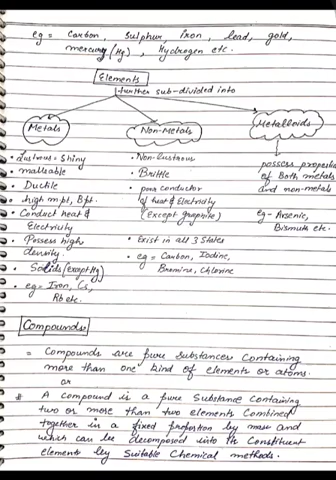 eg = Carbon, Sulphur, Iron, lead, gold,
mercury (Hg), Hydrogen etc.
Elements
further sub-divided into
Metals
Non-Metals
Metalloids
• Lustrous = Shiny
• malleable
• Ductile
• high mpt, Bpt.
• Conduct heat &
Electricity
• Possess high
density.
• Solids (except Hg)
• eg = Iron, Cs,
Rb etc.
• Non-lustrous
• Brittle
• poor conductor
of heat & Electricity
(Except graphite)
• Exist in all 3 States
• eg = Carbon, Iodine,
Bromine, Chlorine
possess properties
of Both metals
and non-metals
eg - Arsenic,
Bismuth etc.
Compounds
= Compounds are pure substances containing
more than one kind of elements or atoms.
or
# A compound is a pure Substance containing
two or more than two elements Combined
together in a fixed proportion by mass and
which can be decomposed into its Constituent
elements by Suitable Chemical methods.